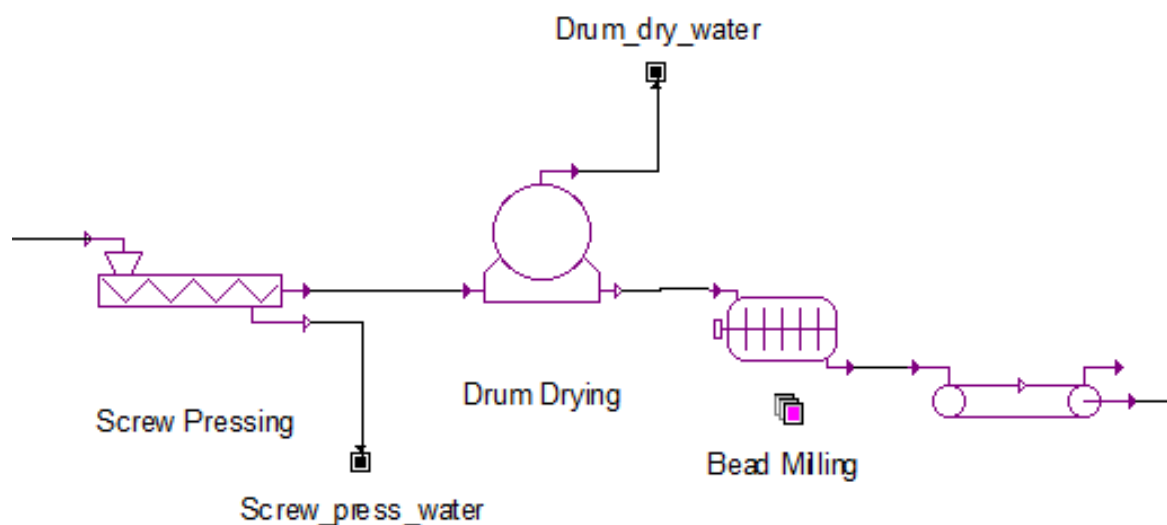 Drum_dry_water
Drum Drying
Screw Pressing
Bead Milling
Screw_press_water